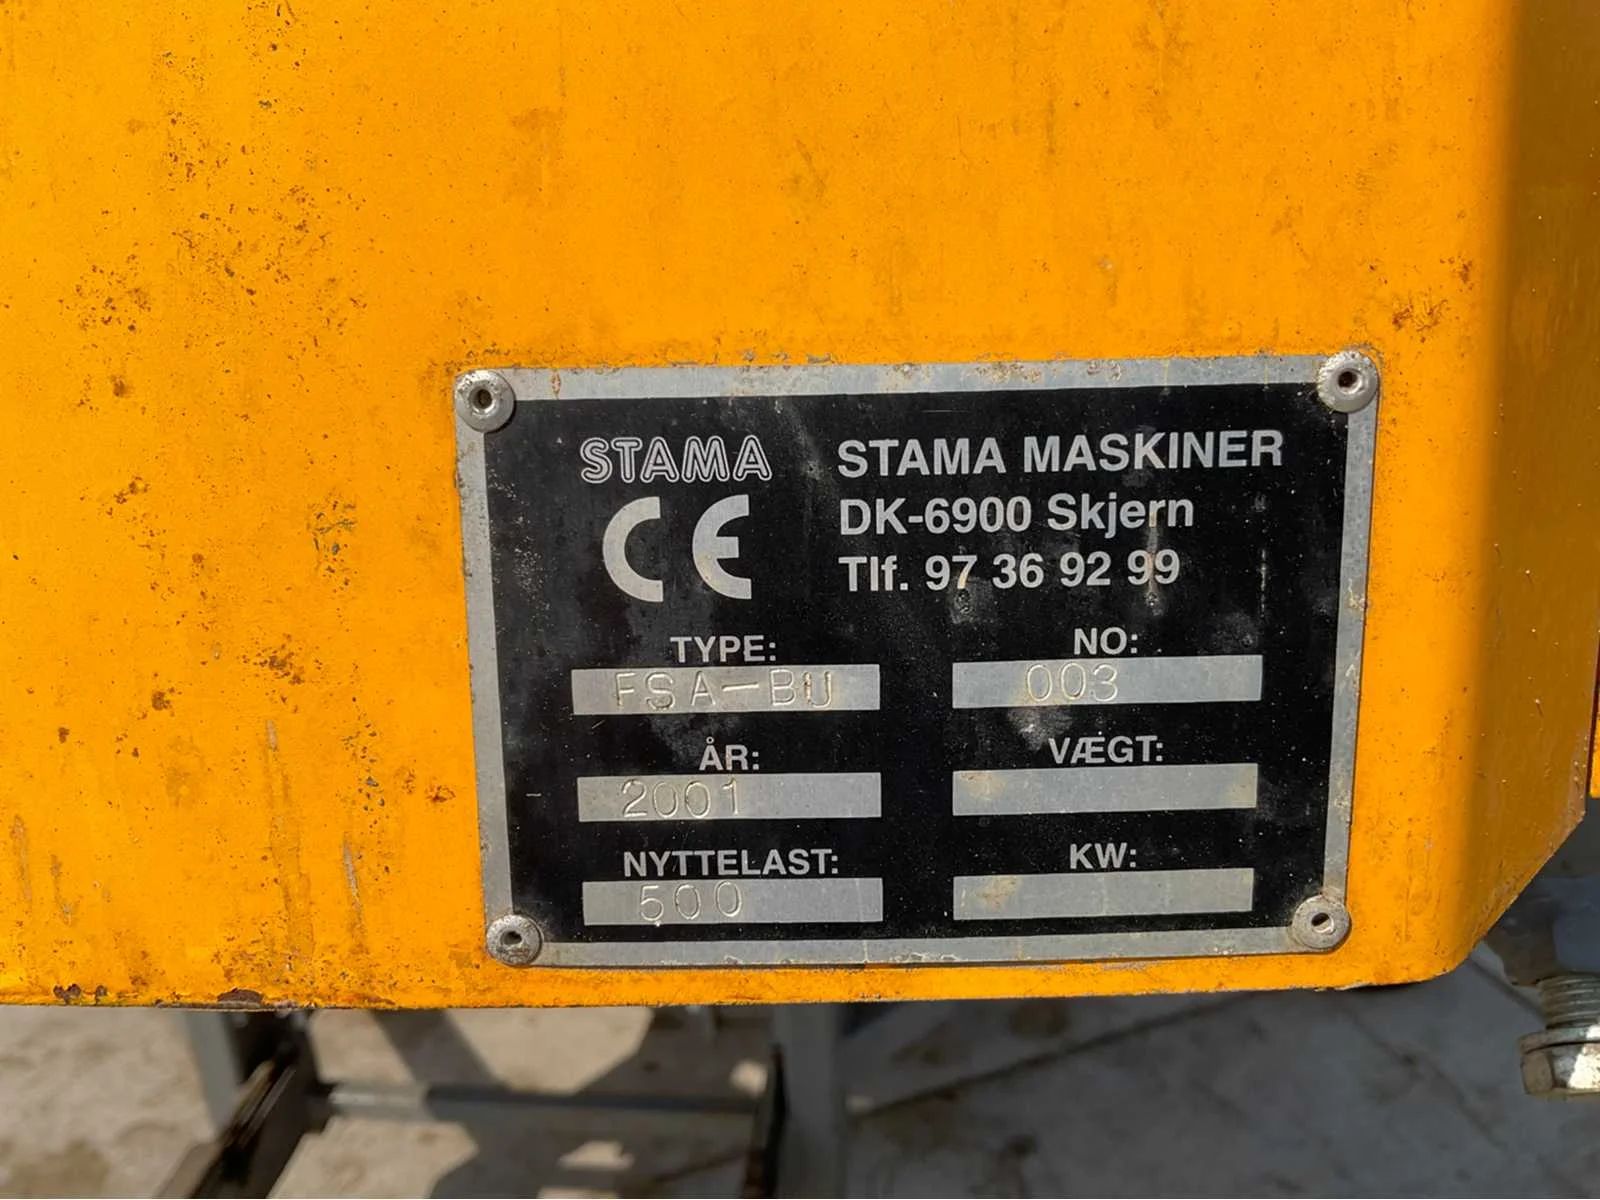 STAMA
CE
STAMA MASKINER
DK-6900 Skjern
Tlf. 97 36 92 99
TYPE:
FSA-BU
NO:
003
ÅR:
2001
VÆGT:
NYTTELAST:
500
KW: